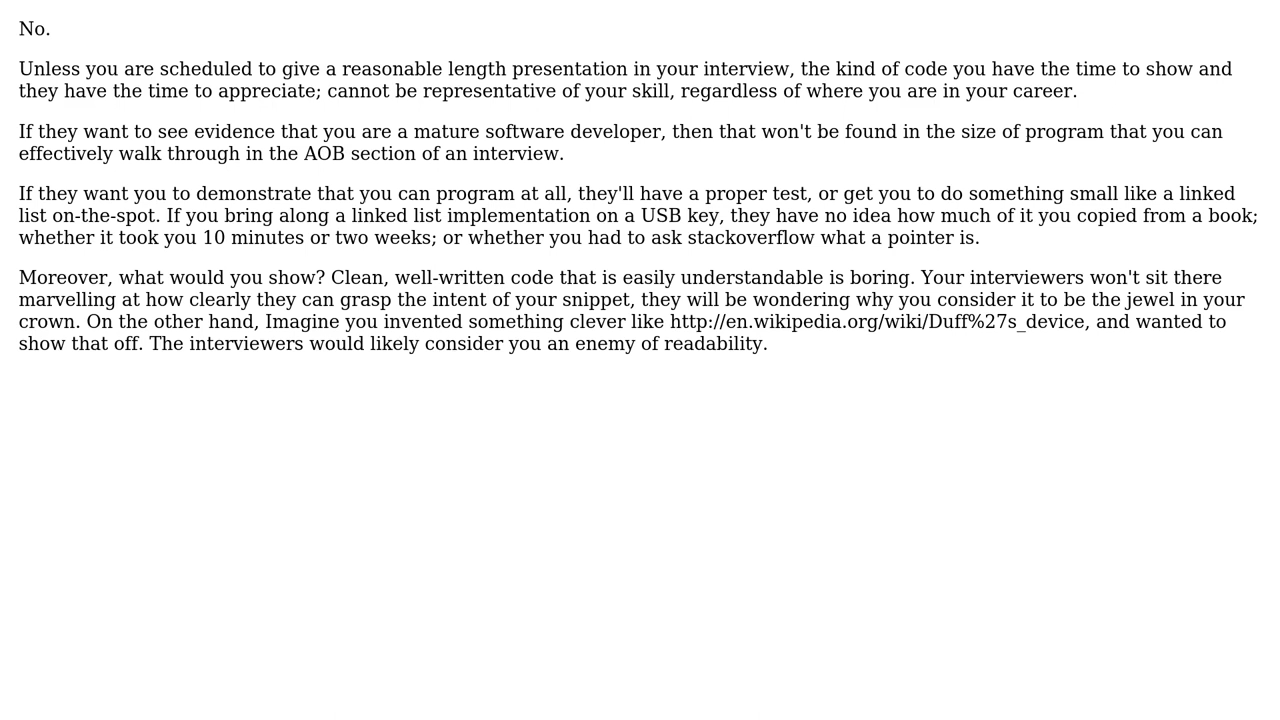 No.
Unless you are scheduled to give a reasonable length presentation in your interview, the kind of code you have the time to show and
they have the time to appreciate; cannot be representative of your skill, regardless of where you are in your career.
If they want to see evidence that you are a mature software developer, then that won't be found in the size of program that you can
effectively walk through in the AOB section of an interview.
If they want you to demonstrate that you can program at all, they'll have a proper test, or get you to do something small like a linked
list on-the-spot. If you bring along a linked list implementation on a USB key, they have no idea how much of it you copied from a book;
whether it took you 10 minutes or two weeks; or whether you had to ask stackoverflow what a pointer is.
Moreover, what would you show? Clean, well-written code that is easily understandable is boring. Your interviewers won't sit there
marvelling at how clearly they can grasp the intent of your snippet, they will be wondering why you consider it to be the jewel in your
crown. On the other hand, Imagine you invented something clever like http://en.wikipedia.org/wiki/Duff%27s_device, and wanted to
show that off. The interviewers would likely consider you an enemy of readability.